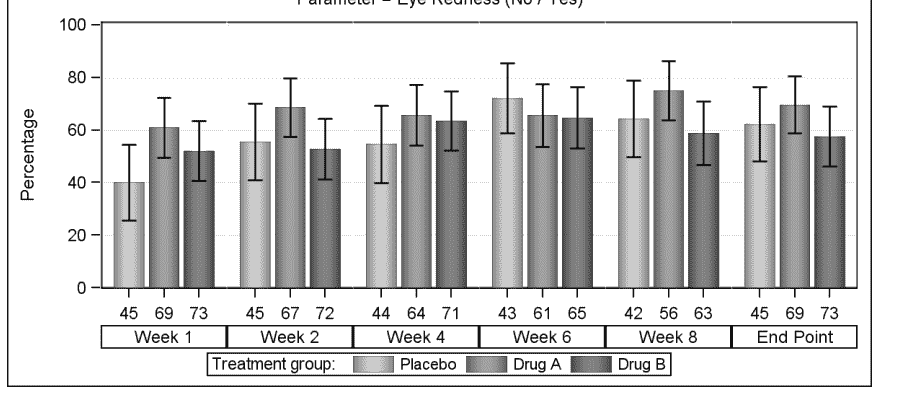 Parameter = Eye Redness (No / Yes)
100
80
60
40
20
0
Percentage
45 69 73 45 67 72 44 64 71 43 61 65 42 56 63 45 69 73
Week 1 Week 2 Week 4 Week 6 Week 8 End Point
Treatment group: Placebo Drug A Drug B